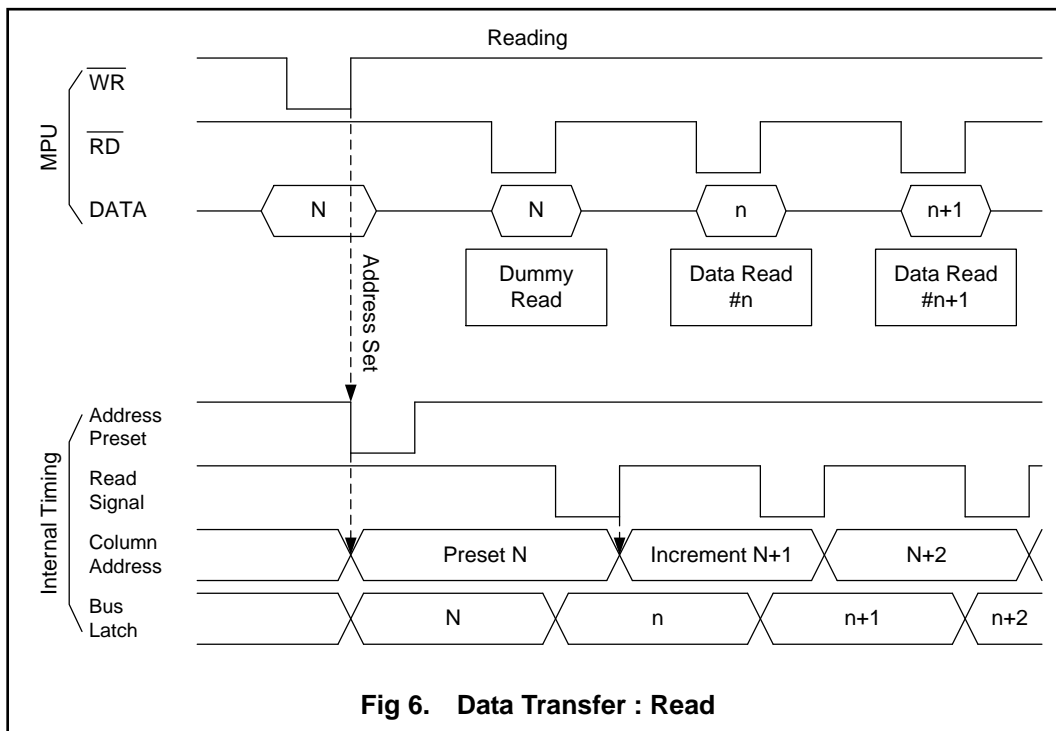 Reading
MPU
WR
RD
DATA
N
N
n
n+1
Address Set
Dummy
Read
Data Read
#n
Data Read
#n+1
Internal Timing
Address
Preset
Read
Signal
Column
Address
Preset N
Increment N+1
N+2
Bus
Latch
N
n
n+1
n+2
Fig 6. Data Transfer : Read